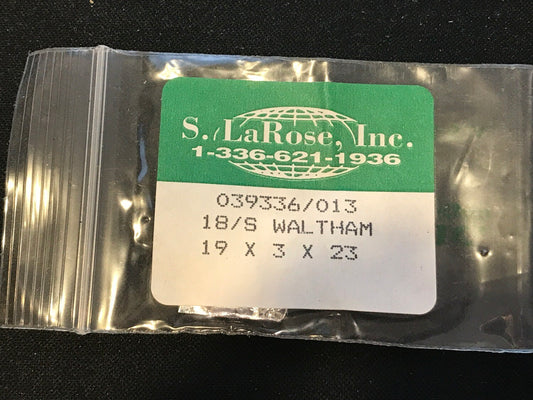 S. LaRose, Inc.
1-336-621-1936
039336/013
18/S WALTHAM
19 X 3 X 23